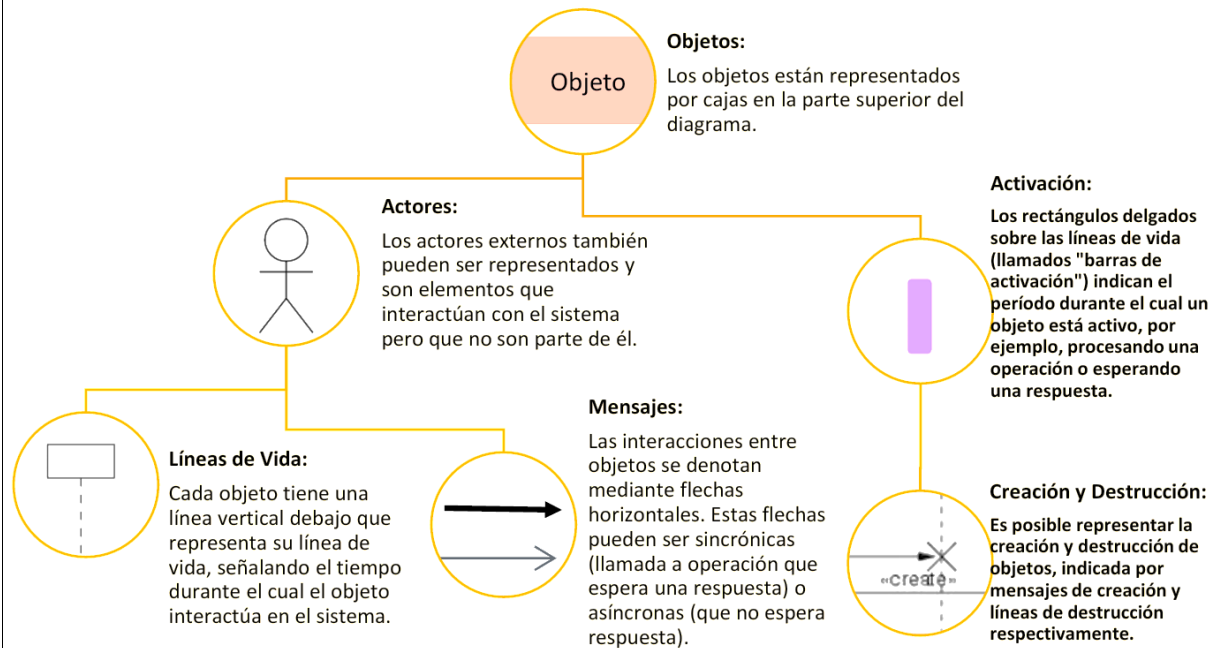 Objeto
Objetos:
Los objetos están representados
por cajas en la parte superior del
diagrama.
Actores:
Los actores externos también
pueden ser representados y
son elementos que
interactúan con el sistema
pero que no son parte de él.
Activación:
Los rectángulos delgados
sobre las líneas de vida
(llamados "barras de
activación") indican el
período durante el cual un
objeto está activo, por
ejemplo, procesando una
operación o esperando
una respuesta.
Líneas de Vida:
Cada objeto tiene una
línea vertical debajo que
representa su línea de
vida, señalando el tiempo
durante el cual el objeto
interactúa en el sistema.
Mensajes:
Las interacciones entre
objetos se denotan
mediante flechas
horizontales. Estas flechas
pueden ser sincrónicas
(llamada a operación que
espera una respuesta) o
asíncronas (que no espera
respuesta).
«create»
Creación y Destrucción:
Es posible representar la
creación y destrucción de
objetos, indicada por
mensajes de creación y
líneas de destrucción
respectivamente.